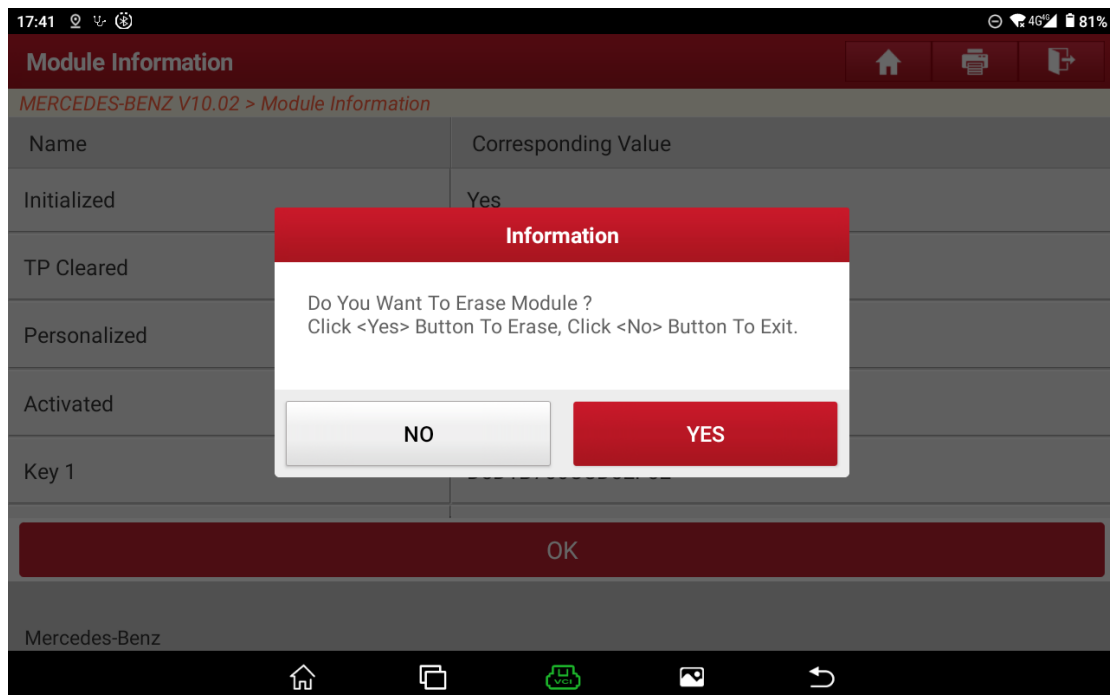 17:41
4G 4G 81%
Module Information
MERCEDES-BENZ V10.02 > Module Information
Name
Corresponding Value
Initialized
Yes
Information
TP Cleared
Do You Want To Erase Module ?
Click <Yes> Button To Erase, Click <No> Button To Exit.
Personalized
Activated
NO
YES
Key 1
OK
Mercedes-Benz
VCI